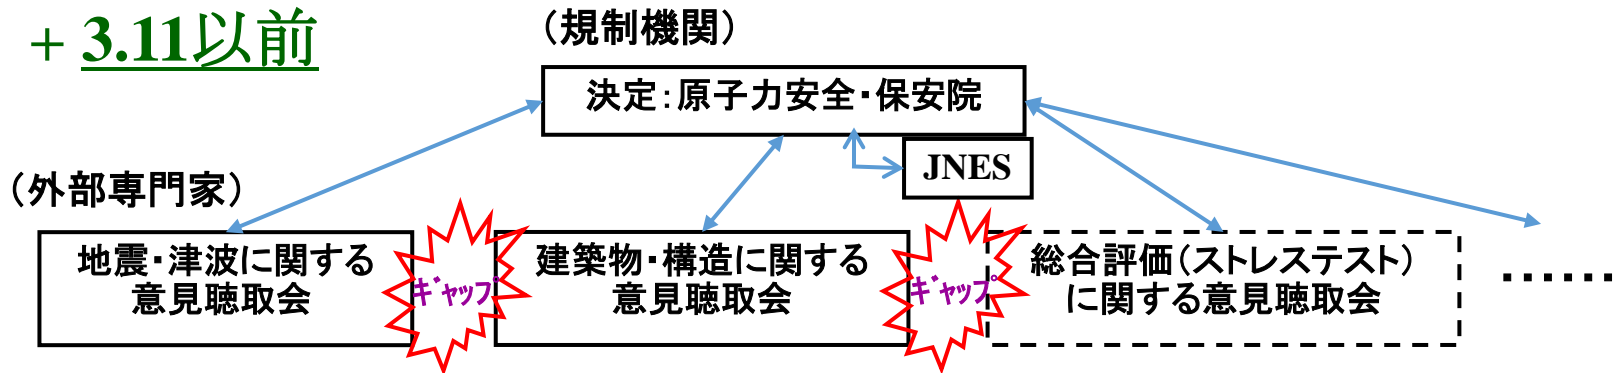 + 3.11以前
（規制機関）
決定：原子力安全・保安院
JNES
（外部専門家）
地震・津波に関する
意見聴取会
ｷﾞｬｯﾌﾟ
建築物・構造に関する
意見聴取会
ｷﾞｬｯﾌﾟ
総合評価（ストレステスト）
に関する意見聴取会
……